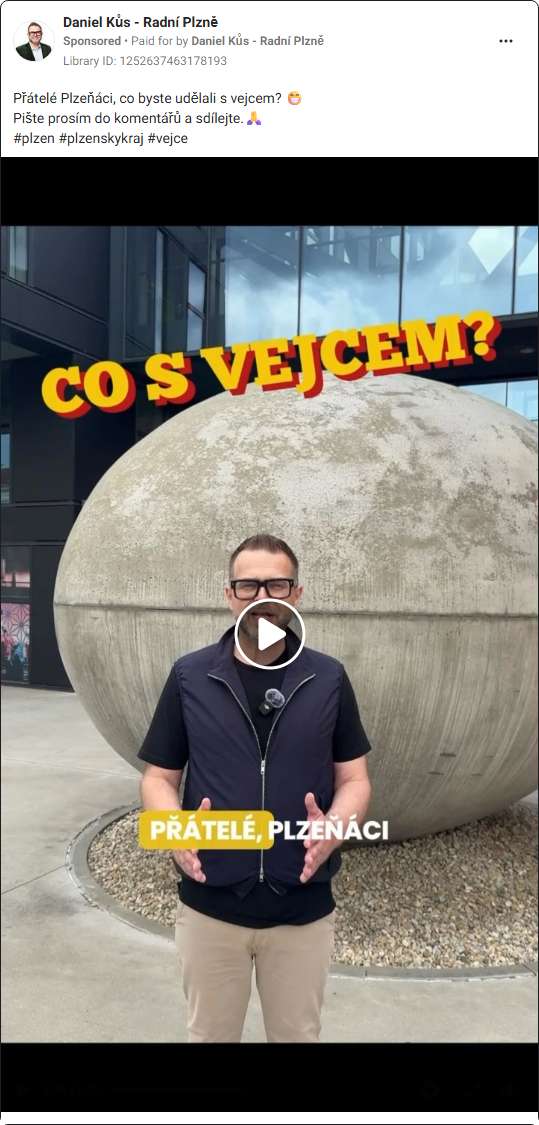 Daniel Kůs - Radní Plzně
Sponsored • Paid for by Daniel Kůs - Radní Plzně
Library ID: 1252637463178193
Přátelé Plzeňáci, co byste udělali s vejcem? 😁
Pište prosím do komentářů a sdílejte. 🙏
#plzen #plzenskykraj #vejce
CO S VEJCEM?
PŘÁTELÉ, PLZEŇÁCI